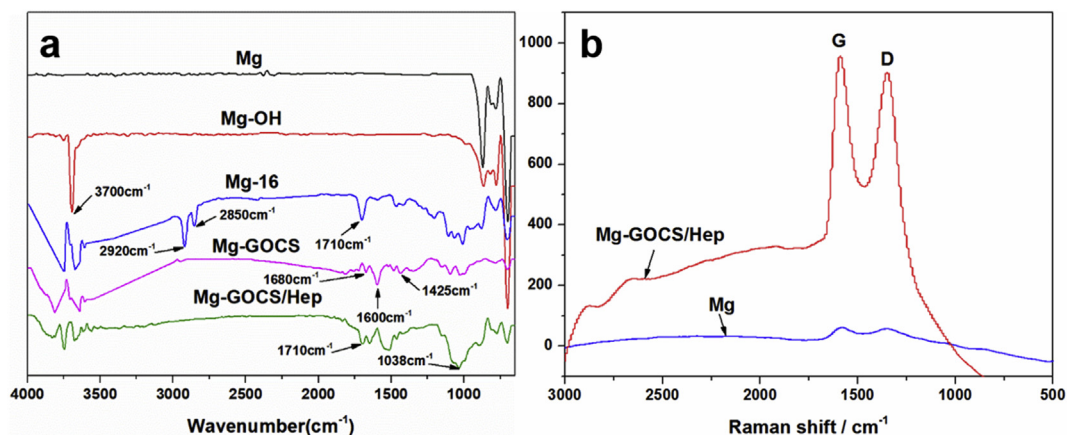 a
Mg
Mg-OH
3700cm⁻¹
Mg-16
2850cm⁻¹
2920cm⁻¹
1710cm⁻¹
Mg-GOCS
1680cm⁻¹
1425cm⁻¹
1600cm⁻¹
Mg-GOCS/Hep
1710cm⁻¹
1038cm⁻¹
4000 3500 3000 2500 2000 1500 1000
Wavenumber(cm⁻¹)
b
G
D
1000
800
600
400
200
0
Mg-GOCS/Hep
Mg
3000 2500 2000 1500 1000 500
Raman shift / cm⁻¹